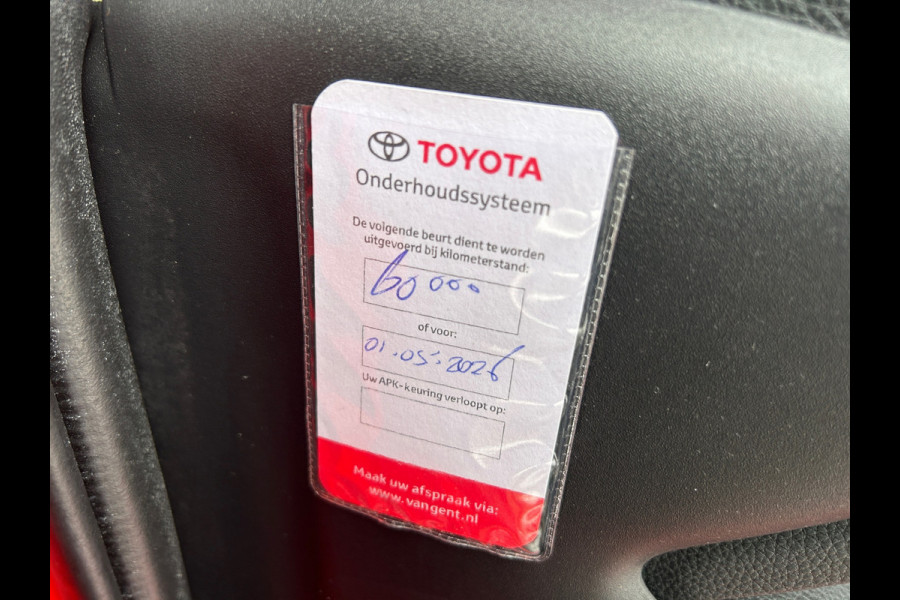 TOYOTA
Onderhoudssysteem
De volgende beurt dient te worden
uitgevoerd bij kilometerstand:
60000
of voor:
01.05.2026
Uw APK-keuring verloopt op:
Maak uw afspraak via:
www.vangent.nl